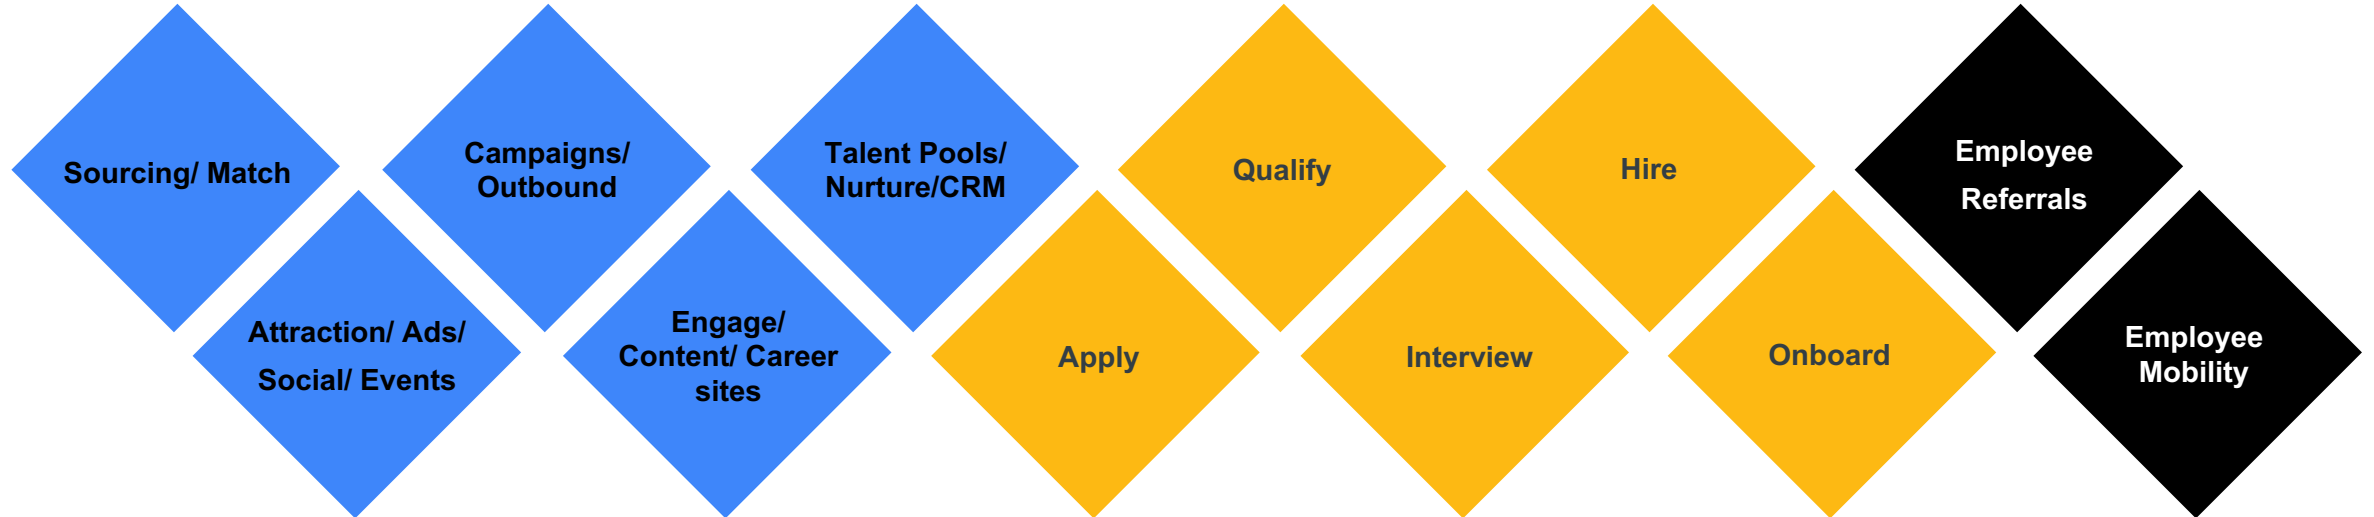 Sourcing/ Match
Attraction/ Ads/
Social/ Events
Campaigns/
Outbound
Engage/
Content/ Career
sites
Talent Pools/
Nurture/CRM
Apply
Qualify
Interview
Hire
Onboard
Employee
Referrals
Employee
Mobility